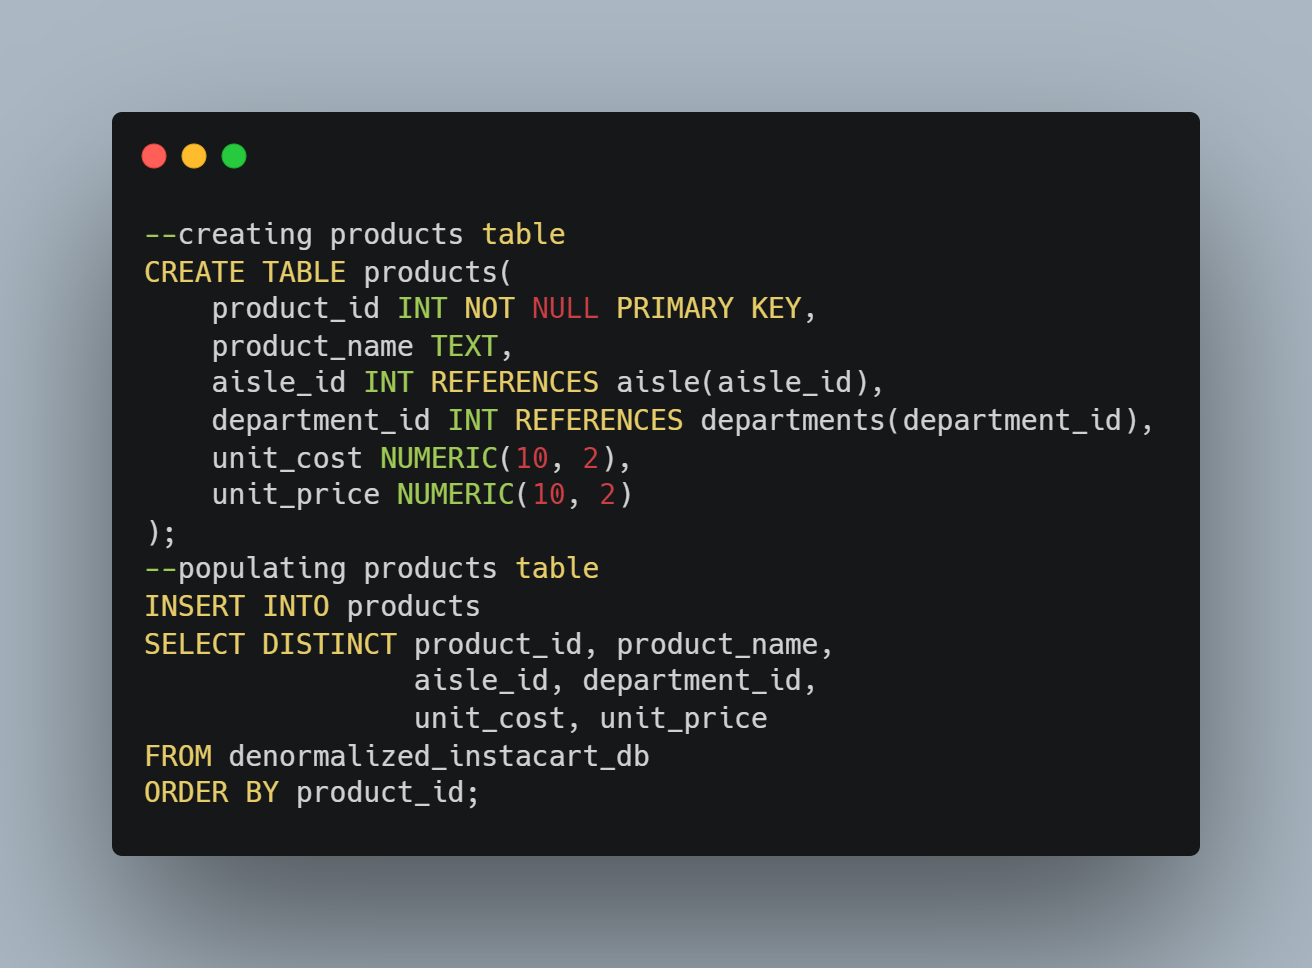 --creating products table
CREATE TABLE products(
    product_id INT NOT NULL PRIMARY KEY,
    product_name TEXT,
    aisle_id INT REFERENCES aisle(aisle_id),
    department_id INT REFERENCES departments(department_id),
    unit_cost NUMERIC(10, 2),
    unit_price NUMERIC(10, 2)
);
--populating products table
INSERT INTO products
SELECT DISTINCT product_id, product_name,
                aisle_id, department_id,
                unit_cost, unit_price
FROM denormalized_instacart_db
ORDER BY product_id;